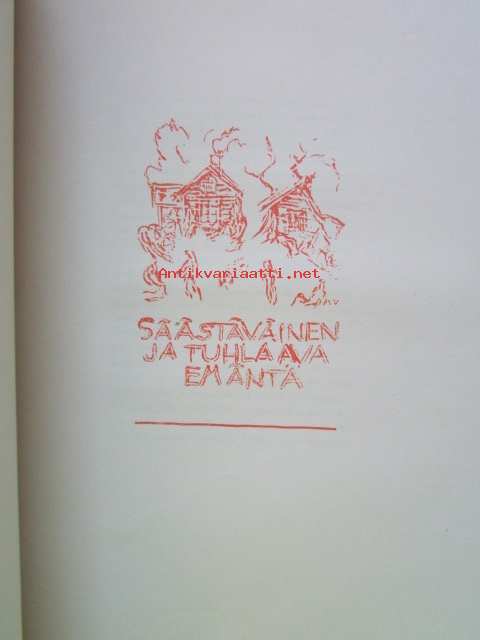 Antikvariaatti.net
SÄÄSTÄVÄINEN
JA TUHLAAVA
EMÄNTÄ